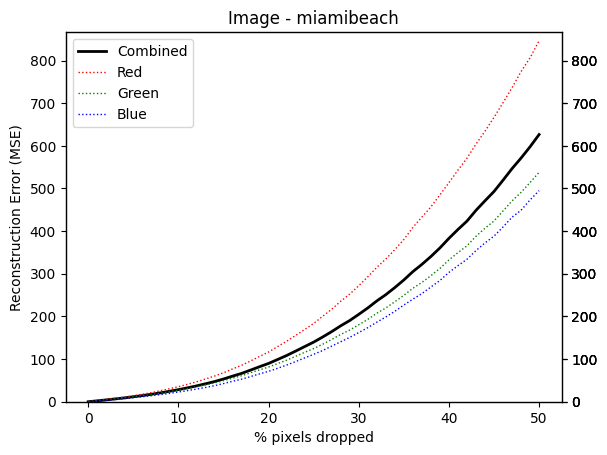 Image - miamibeach
Combined
Red
Green
Blue
Reconstruction Error (MSE)
800
700
600
500
400
300
200
100
0
800
700
600
500
400
300
200
100
0
0 10 20 30 40 50
% pixels dropped